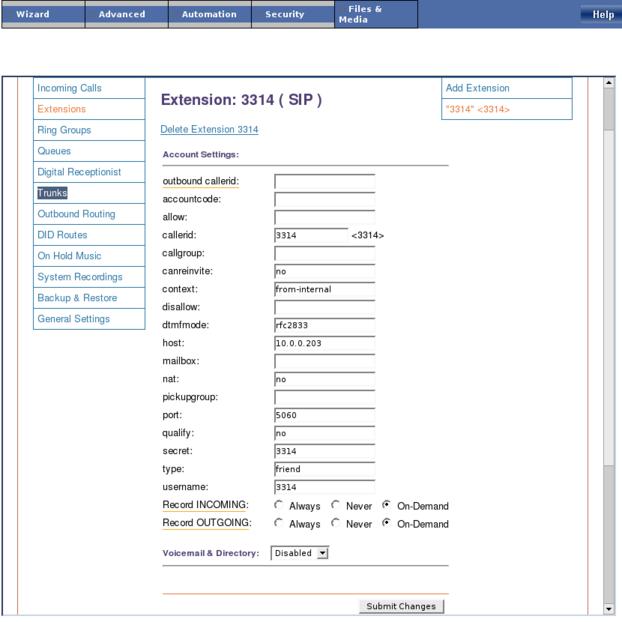 Wizard Advanced Automation Security Files & Media Help
Incoming Calls
Extensions
Ring Groups
Queues
Digital Receptionist
Trunks
Outbound Routing
DID Routes
On Hold Music
System Recordings
Backup & Restore
General Settings
Extension: 3314 ( SIP )
Delete Extension 3314
Account Settings:
outbound callerid:
accountcode:
allow:
callerid: 3314 <3314>
callgroup:
canreinvite: no
context: from-internal
disallow:
dtmfmode: rfc2833
host: 10.0.0.203
mailbox:
nat: no
pickupgroup:
port: 5060
qualify: no
secret: 3314
type: friend
username: 3314
Record INCOMING: Always Never On-Demand
Record OUTGOING: Always Never On-Demand
Voicemail & Directory: Disabled
Submit Changes
Add Extension
"3314" <3314>